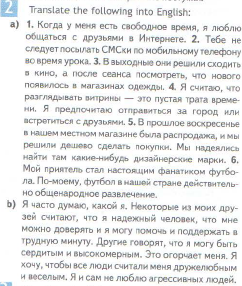 2 Translate the following into English:
a) 1. Когда у меня есть свободное время, я люблю
общаться с друзьями в Интернете. 2. Тебе не
следует посылать СМСки по мобильному телефону
во время урока. 3. В выходные они решили сходить
в кино, а после сеанса посмотреть, что нового
появилось в магазинах одежды. 4. Я считаю, что
разглядывать витрины — это пустая трата време-
ни. Я предпочитаю отправиться за город или
встретиться с друзьями. 5. В прошлое воскресенье
в нашем местном магазине была распродажа, и мы
решили дешево сделать покупки. Мы надеялись
найти там какие-нибудь дизайнерские марки. 6.
Мой приятель стал настоящим фанатиком футбо-
ла. По-моему, футбол в нашей стране действитель-
но общенародное развлечение.
b) Я часто думаю, какой я. Некоторые из моих дру-
зей считают, что я надежный человек, что мне
можно доверять и я могу помочь и поддержать в
трудную минуту. Другие говорят, что я могу быть
сердитым и высокомерным. Это огорчает меня. Я
хочу, чтобы все люди считали меня дружелюбным
и веселым. Я и сам не люблю агрессивных людей.